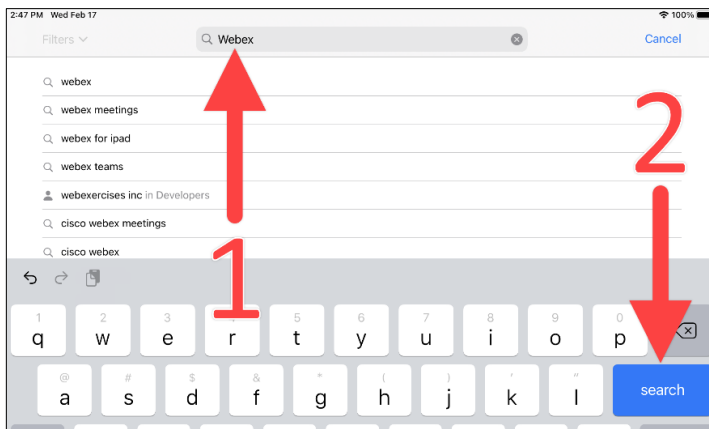 2:47 PM Wed Feb 17 100%
Filters Webex Cancel
webex
webex meetings
webex for ipad
webex teams
webexercises inc in Developers
cisco webex meetings
cisco webex
1 2
1 2 3 5 6 7 8 9 0
q w e r t y u i o p
@ # $ & * ( ) ' "
a s d f g h j k l search